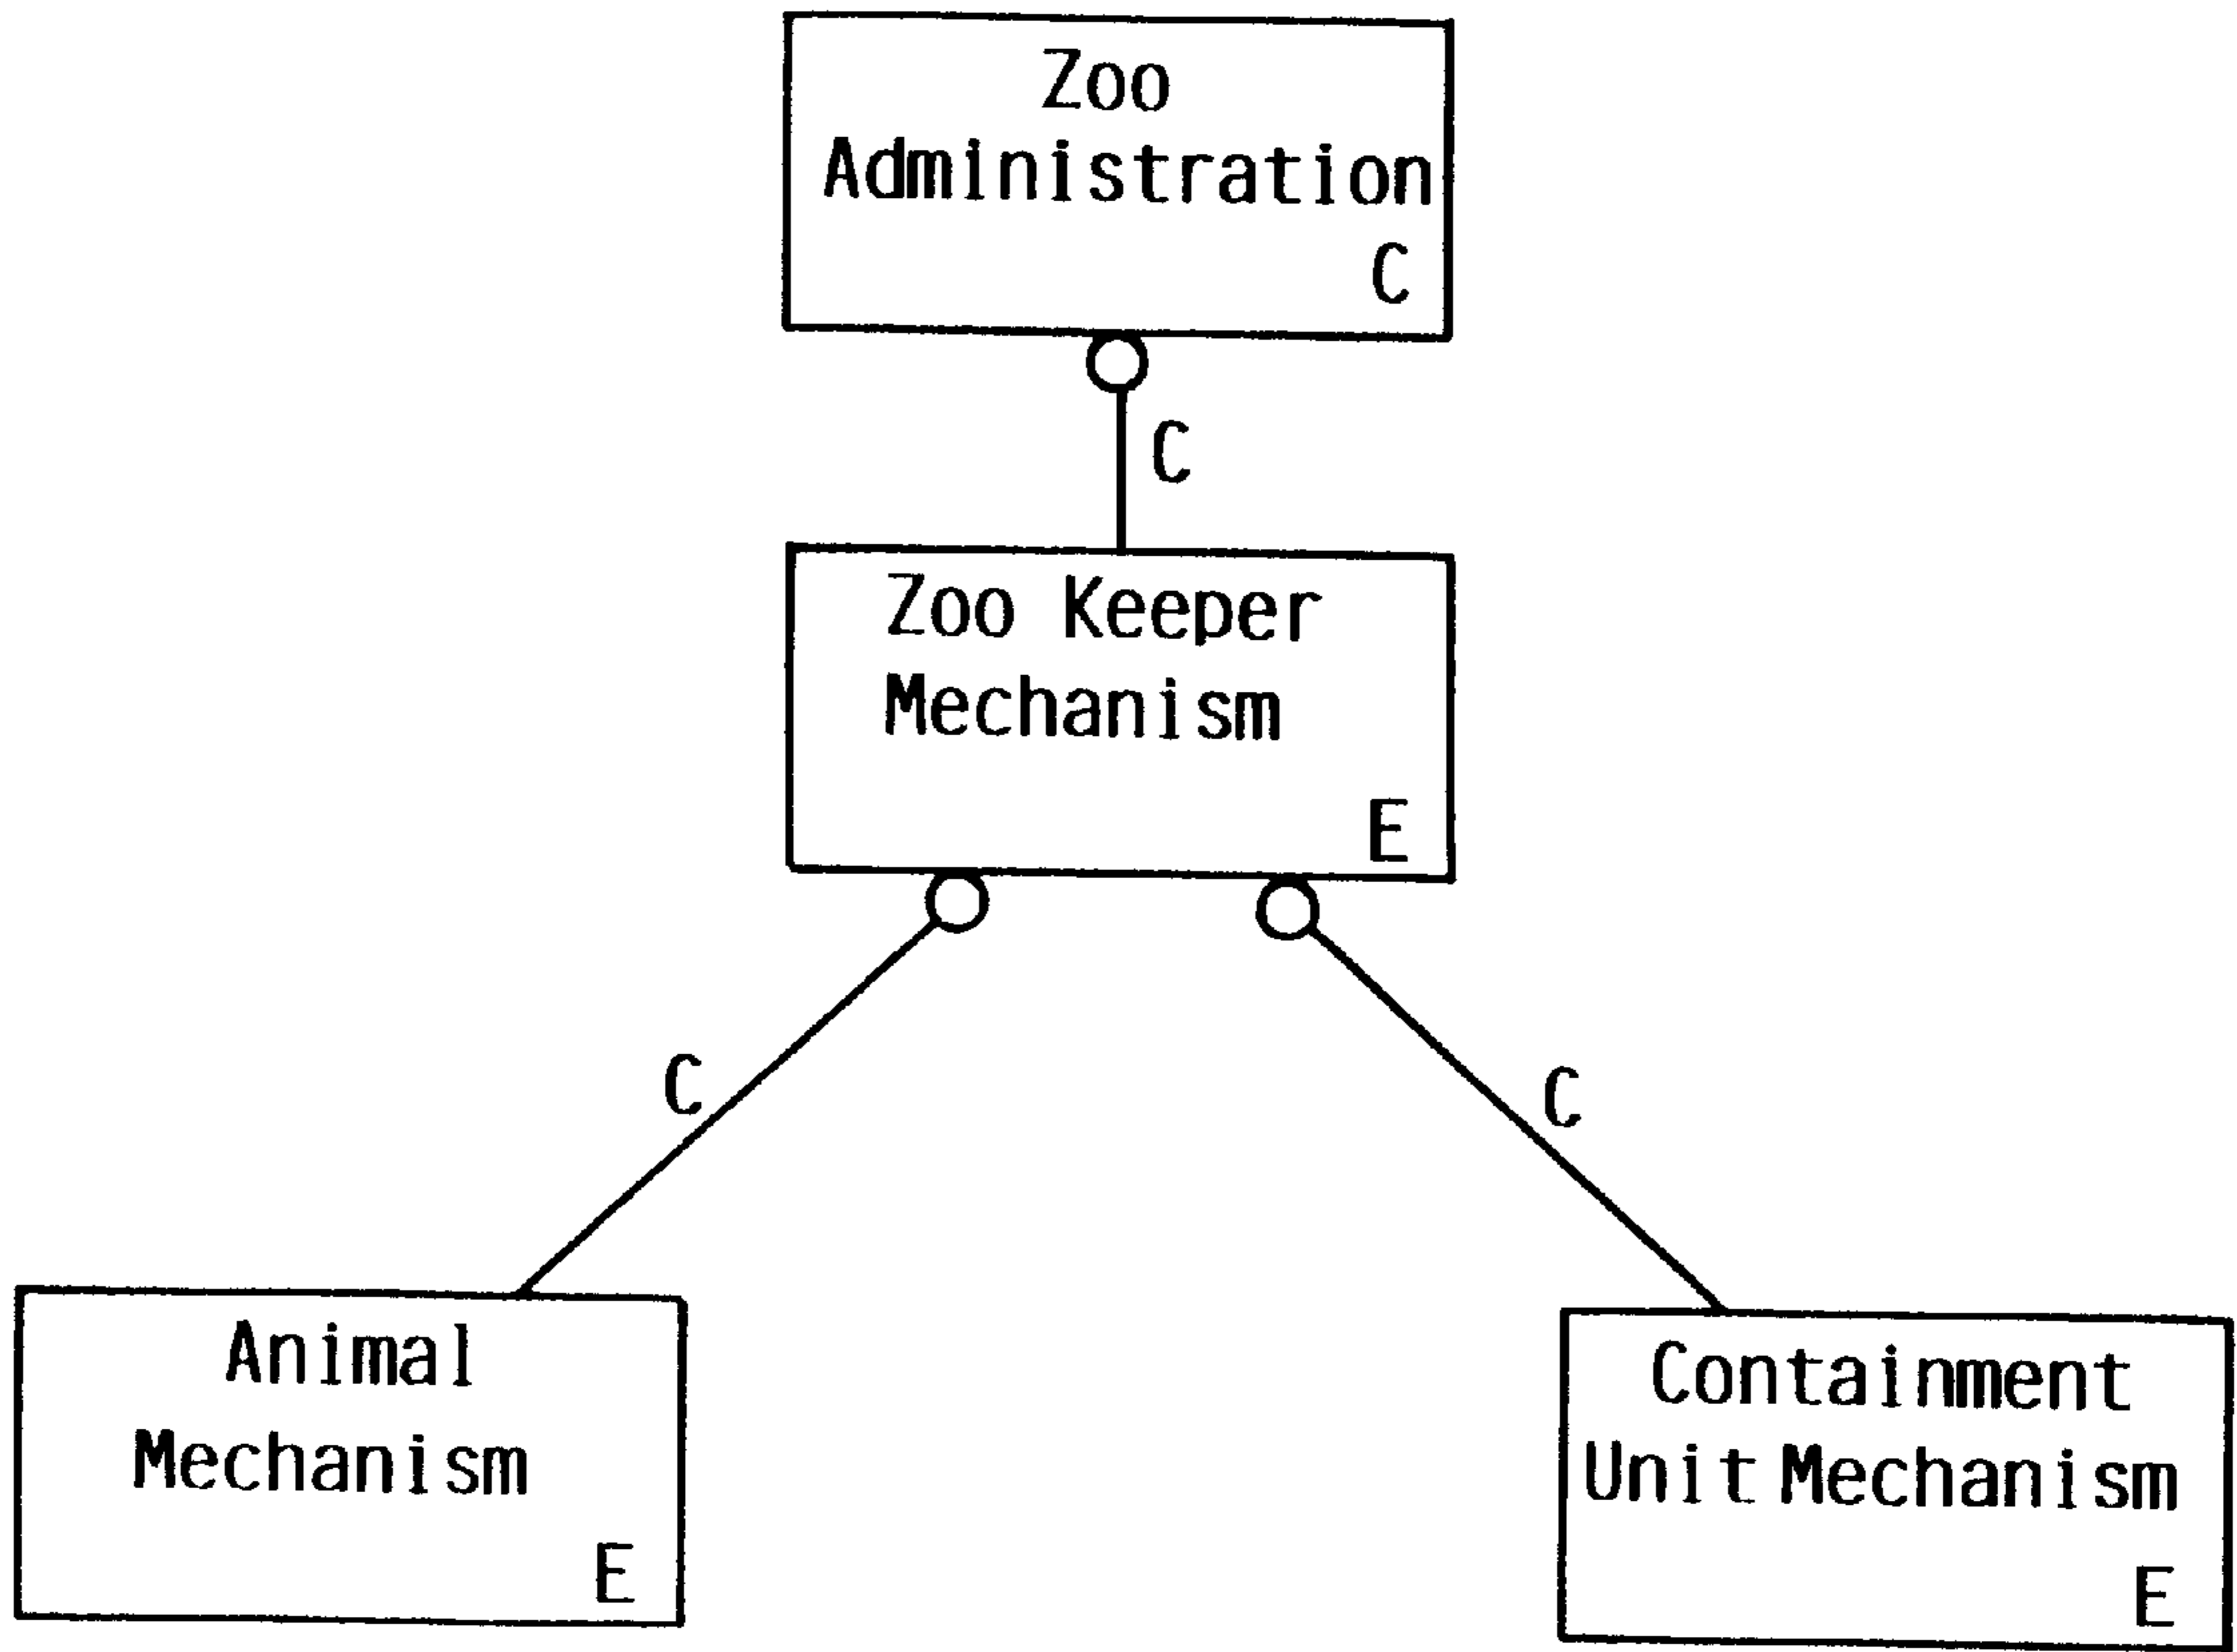 Zoo
Administration
C
C
Zoo Keeper
Mechanism
E
C
C
Animal
Mechanism
E
Containment
Unit Mechanism
E